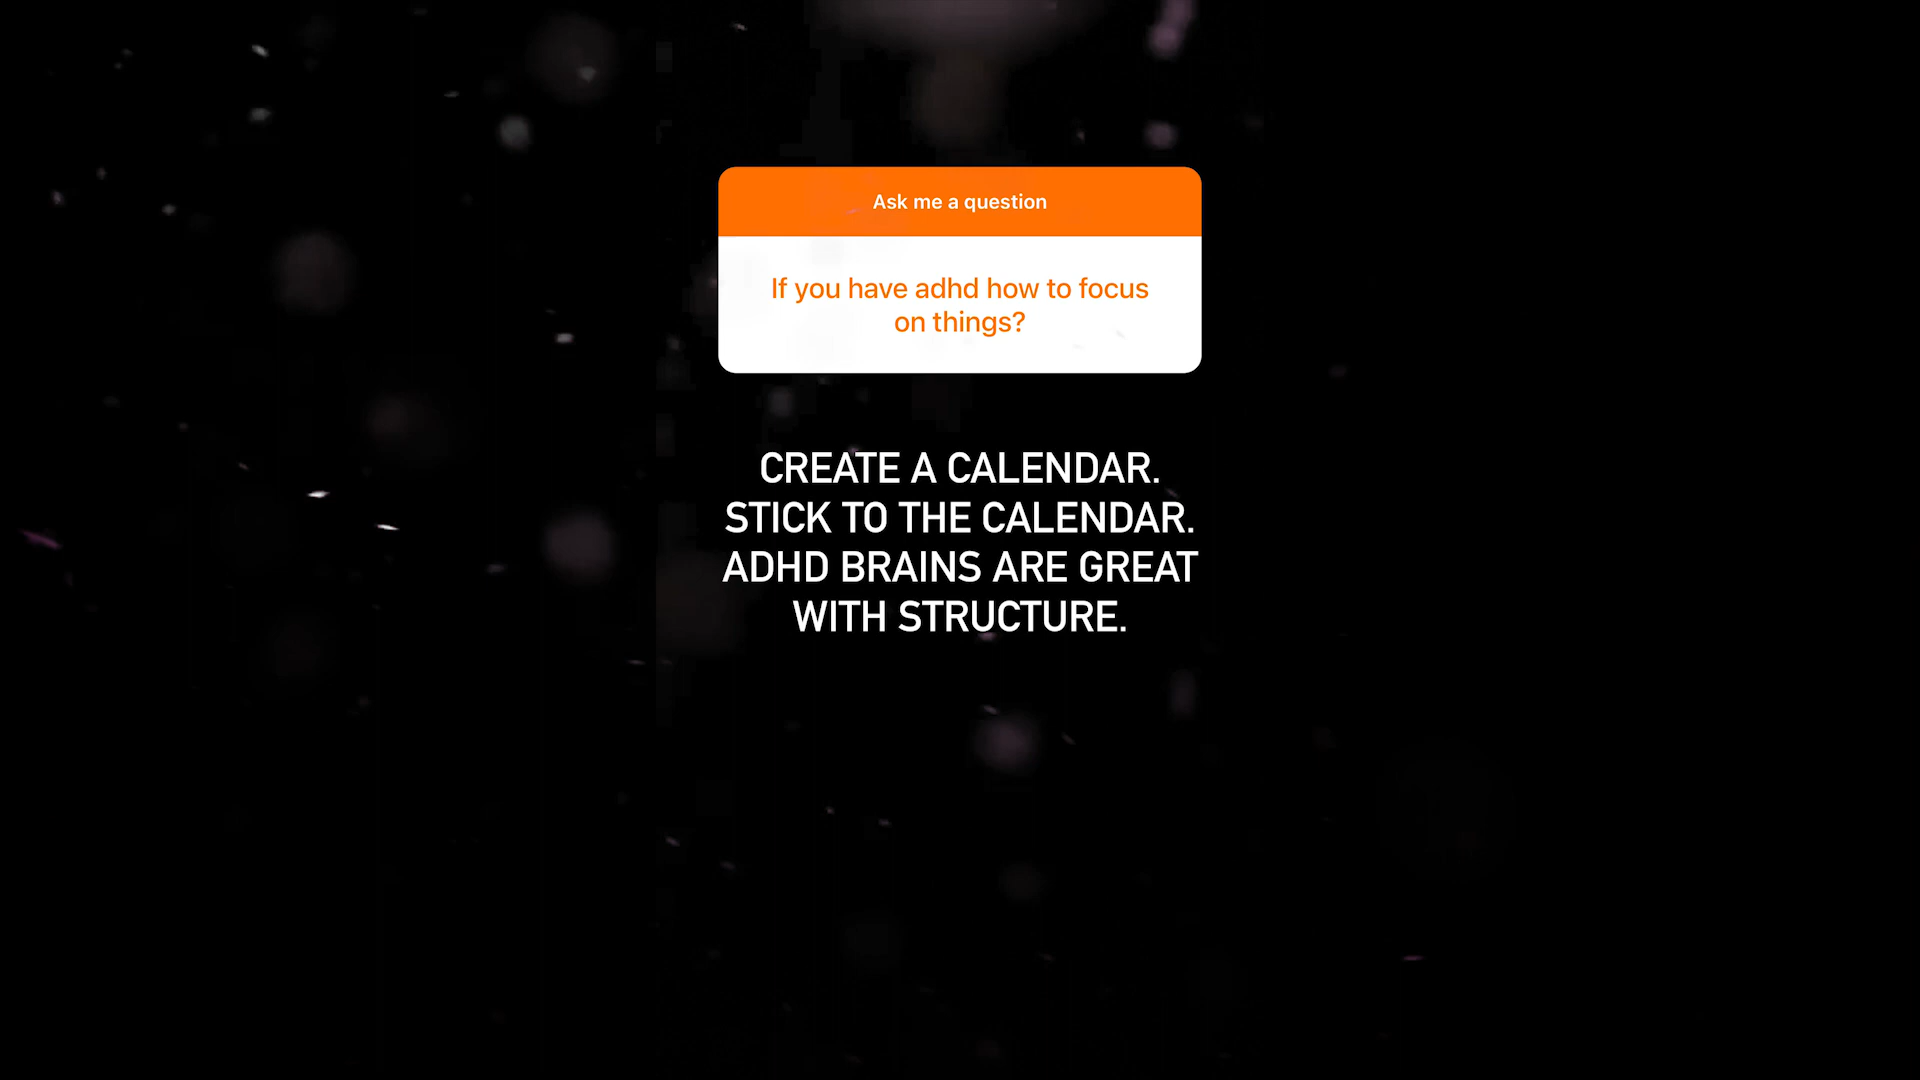 Ask me a question
If you have adhd how to focus
on things?
CREATE A CALENDAR.
STICK TO THE CALENDAR.
ADHD BRAINS ARE GREAT
WITH STRUCTURE.